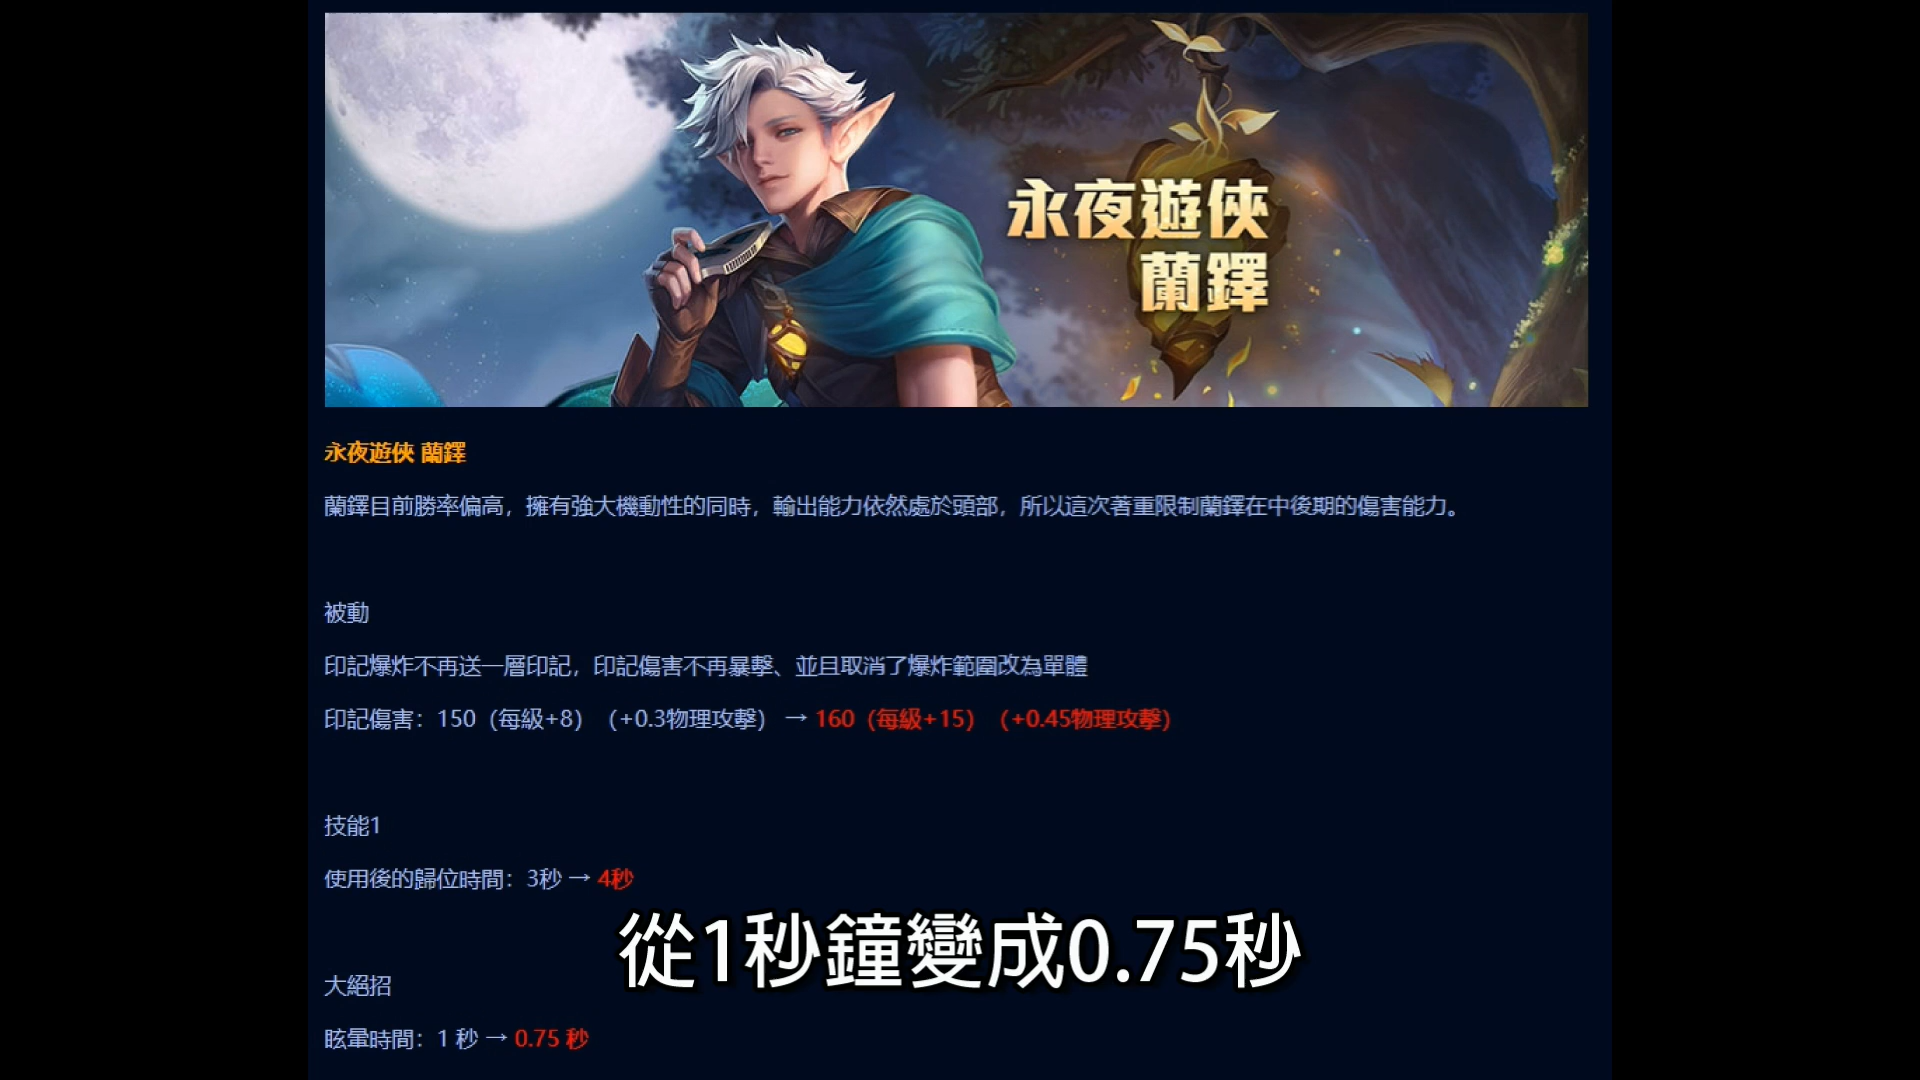 永夜遊俠
蘭鐸
永夜遊俠 蘭鐸
蘭鐸目前勝率偏高，擁有強大機動性的同時，輸出能力依然處於頭部，所以這次著重限制蘭鐸在中後期的傷害能力。
被動
印記爆炸不再送一層印記，印記傷害不再暴擊、並且取消了爆炸範圍改為單體
印記傷害：150（每級+8）（+0.3物理攻擊） → 160（每級+15）（+0.45物理攻擊）
技能1
使用後的歸位時間：3秒 → 4秒
從1秒鐘變成0.75秒
大絕招
眩暈時間：1 秒 → 0.75 秒